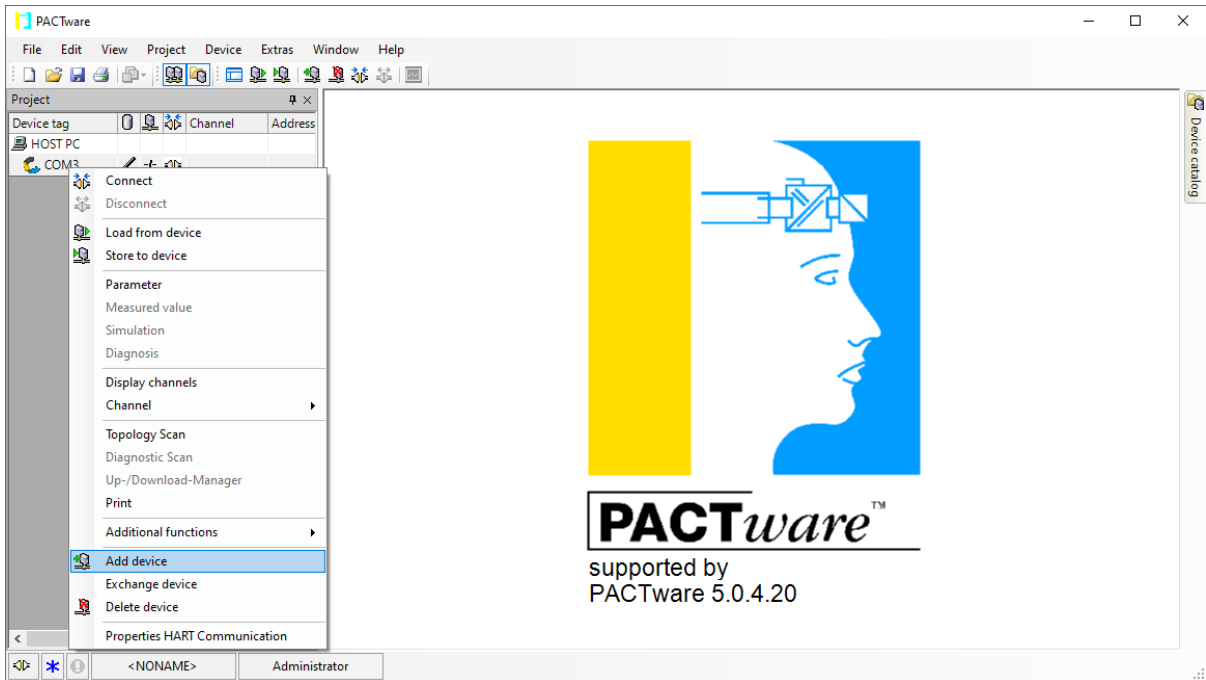 PACTware
File Edit View Project Device Extras Window Help
Project
Device tag Channel Address
HOST PC
COM3
Connect
Disconnect
Load from device
Store to device
Parameter
Measured value
Simulation
Diagnosis
Display channels
Channel
Topology Scan
Diagnostic Scan
Up-/Download-Manager
Print
Additional functions
Add device
Exchange device
Delete device
Properties HART Communication
Device catalog
PACTware™
supported by
PACTware 5.0.4.20
<NONAME> Administrator